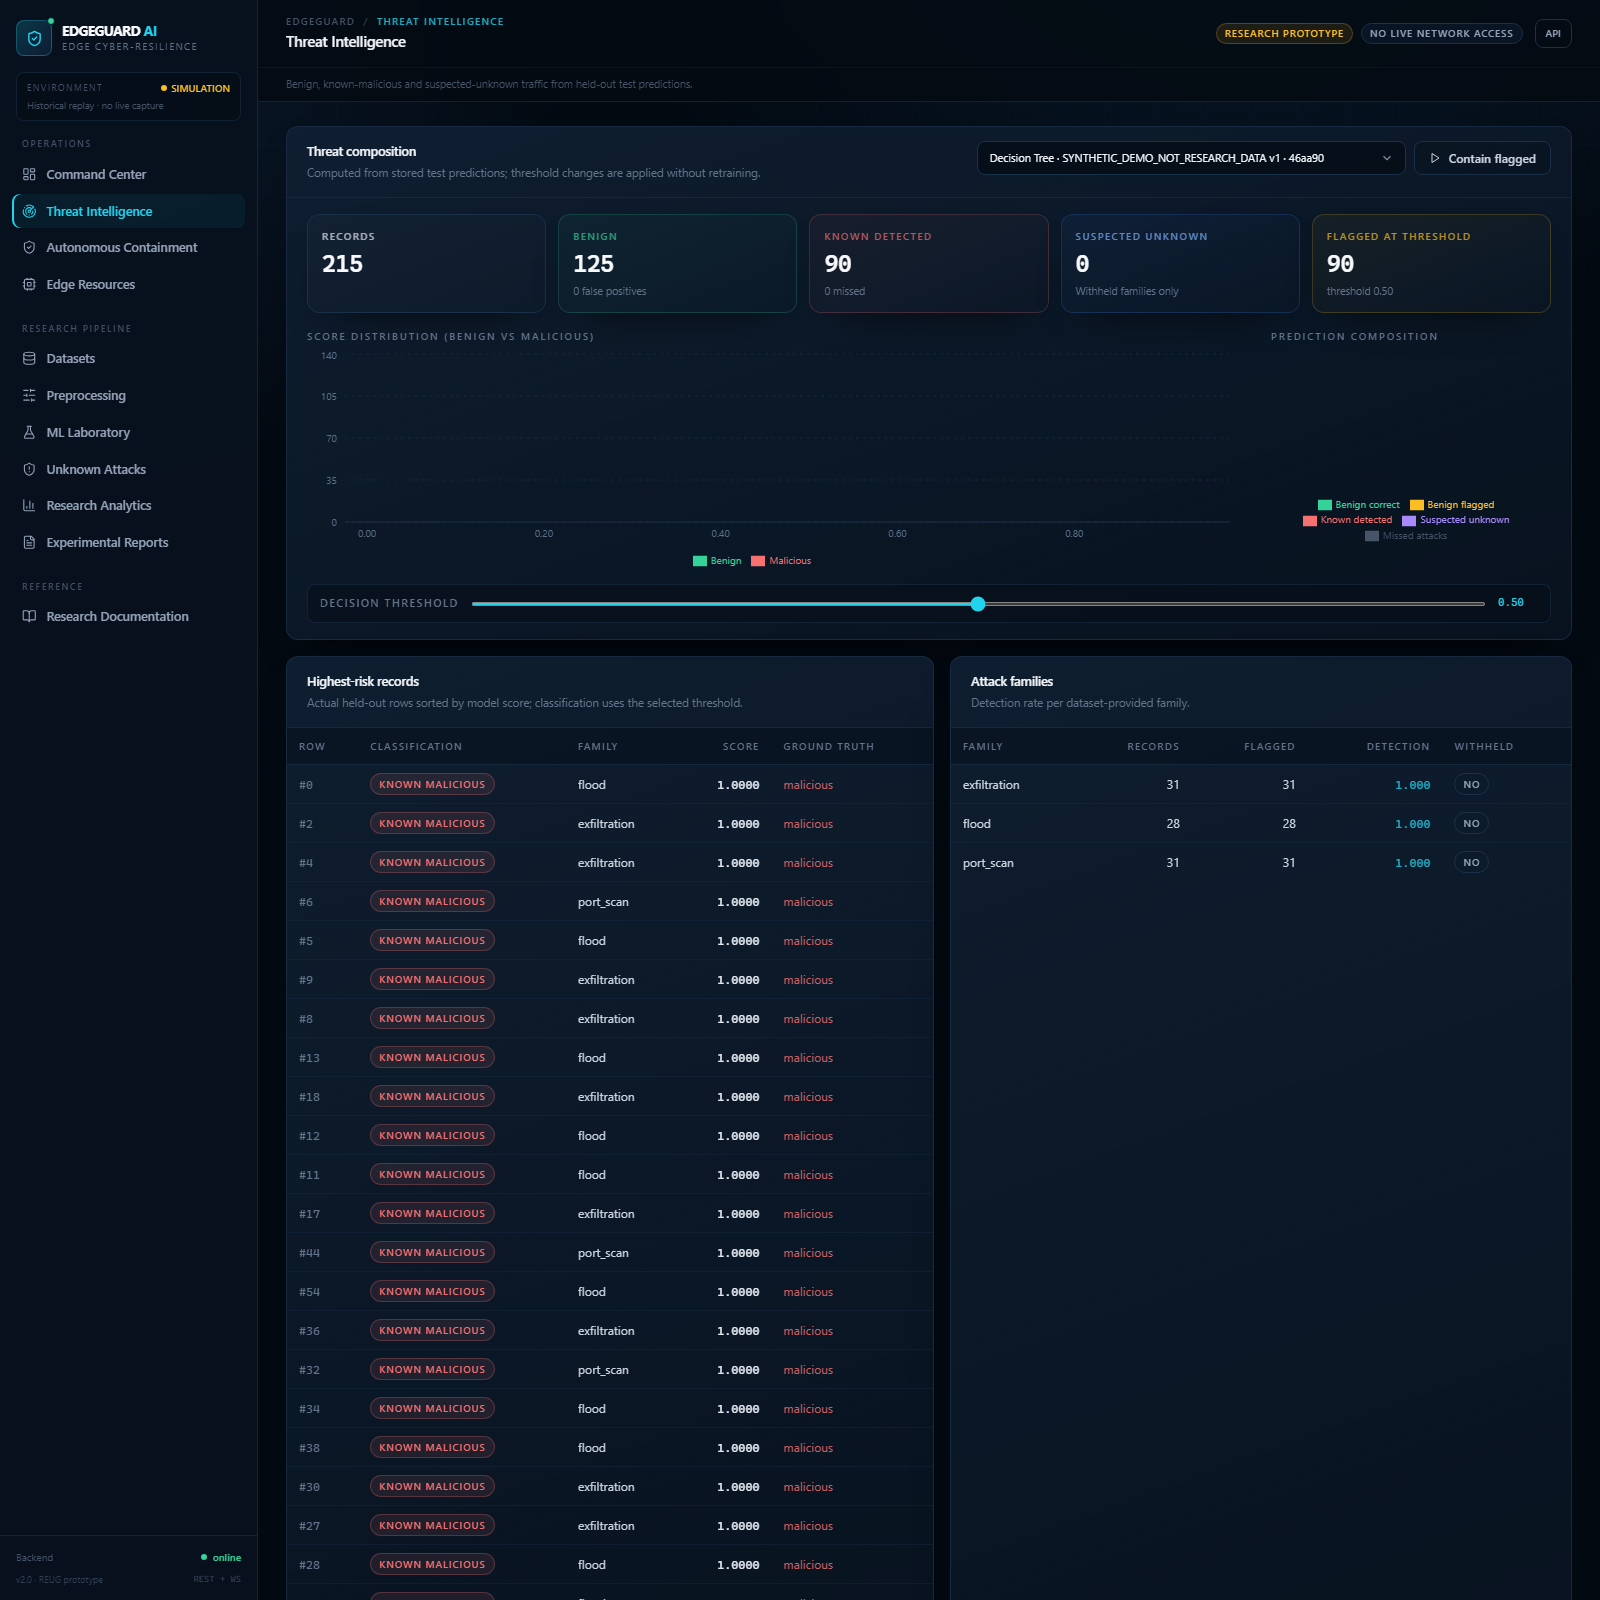 EDGEGUARD AI
EDGE CYBER-RESILIENCE
ENVIRONMENT
SIMULATION
Historical replay · no live capture
OPERATIONS
Command Center
Threat Intelligence
Autonomous Containment
Edge Resources
RESEARCH PIPELINE
Datasets
Preprocessing
ML Laboratory
Unknown Attacks
Research Analytics
Experimental Reports
REFERENCE
Research Documentation
Backend
online
v2.0 · REUG prototype
REST + WS
EDGEGUARD / THREAT INTELLIGENCE
Threat Intelligence
RESEARCH PROTOTYPE
NO LIVE NETWORK ACCESS
API
Benign, known-malicious and suspected-unknown traffic from held-out test predictions.
Threat composition
Computed from stored test predictions; threshold changes are applied without retraining.
Decision Tree · SYNTHETIC_DEMO_NOT_RESEARCH_DATA v1 · 46aa90
Contain flagged
RECORDS
215
BENIGN
125
0 false positives
KNOWN DETECTED
90
0 missed
SUSPECTED UNKNOWN
0
Withheld families only
FLAGGED AT THRESHOLD
90
threshold 0.50
SCORE DISTRIBUTION (BENIGN VS MALICIOUS)
140
105
70
35
0
0.00 0.20 0.40 0.60 0.80
Benign Malicious
PREDICTION COMPOSITION
Benign correct Benign flagged
Known detected Suspected unknown
Missed attacks
DECISION THRESHOLD 0.50
Highest-risk records
Actual held-out rows sorted by model score; classification uses the selected threshold.
ROW CLASSIFICATION FAMILY SCORE GROUND TRUTH
#0 KNOWN MALICIOUS flood 1.0000 malicious
#2 KNOWN MALICIOUS exfiltration 1.0000 malicious
#4 KNOWN MALICIOUS exfiltration 1.0000 malicious
#6 KNOWN MALICIOUS port_scan 1.0000 malicious
#5 KNOWN MALICIOUS flood 1.0000 malicious
#9 KNOWN MALICIOUS exfiltration 1.0000 malicious
#8 KNOWN MALICIOUS exfiltration 1.0000 malicious
#13 KNOWN MALICIOUS flood 1.0000 malicious
#18 KNOWN MALICIOUS exfiltration 1.0000 malicious
#12 KNOWN MALICIOUS flood 1.0000 malicious
#11 KNOWN MALICIOUS flood 1.0000 malicious
#17 KNOWN MALICIOUS exfiltration 1.0000 malicious
#44 KNOWN MALICIOUS port_scan 1.0000 malicious
#54 KNOWN MALICIOUS flood 1.0000 malicious
#36 KNOWN MALICIOUS exfiltration 1.0000 malicious
#32 KNOWN MALICIOUS port_scan 1.0000 malicious
#34 KNOWN MALICIOUS flood 1.0000 malicious
#38 KNOWN MALICIOUS flood 1.0000 malicious
#30 KNOWN MALICIOUS exfiltration 1.0000 malicious
#27 KNOWN MALICIOUS exfiltration 1.0000 malicious
#28 KNOWN MALICIOUS flood 1.0000 malicious
Attack families
Detection rate per dataset-provided family.
FAMILY RECORDS FLAGGED DETECTION WITHHELD
exfiltration 31 31 1.000 NO
flood 28 28 1.000 NO
port_scan 31 31 1.000 NO